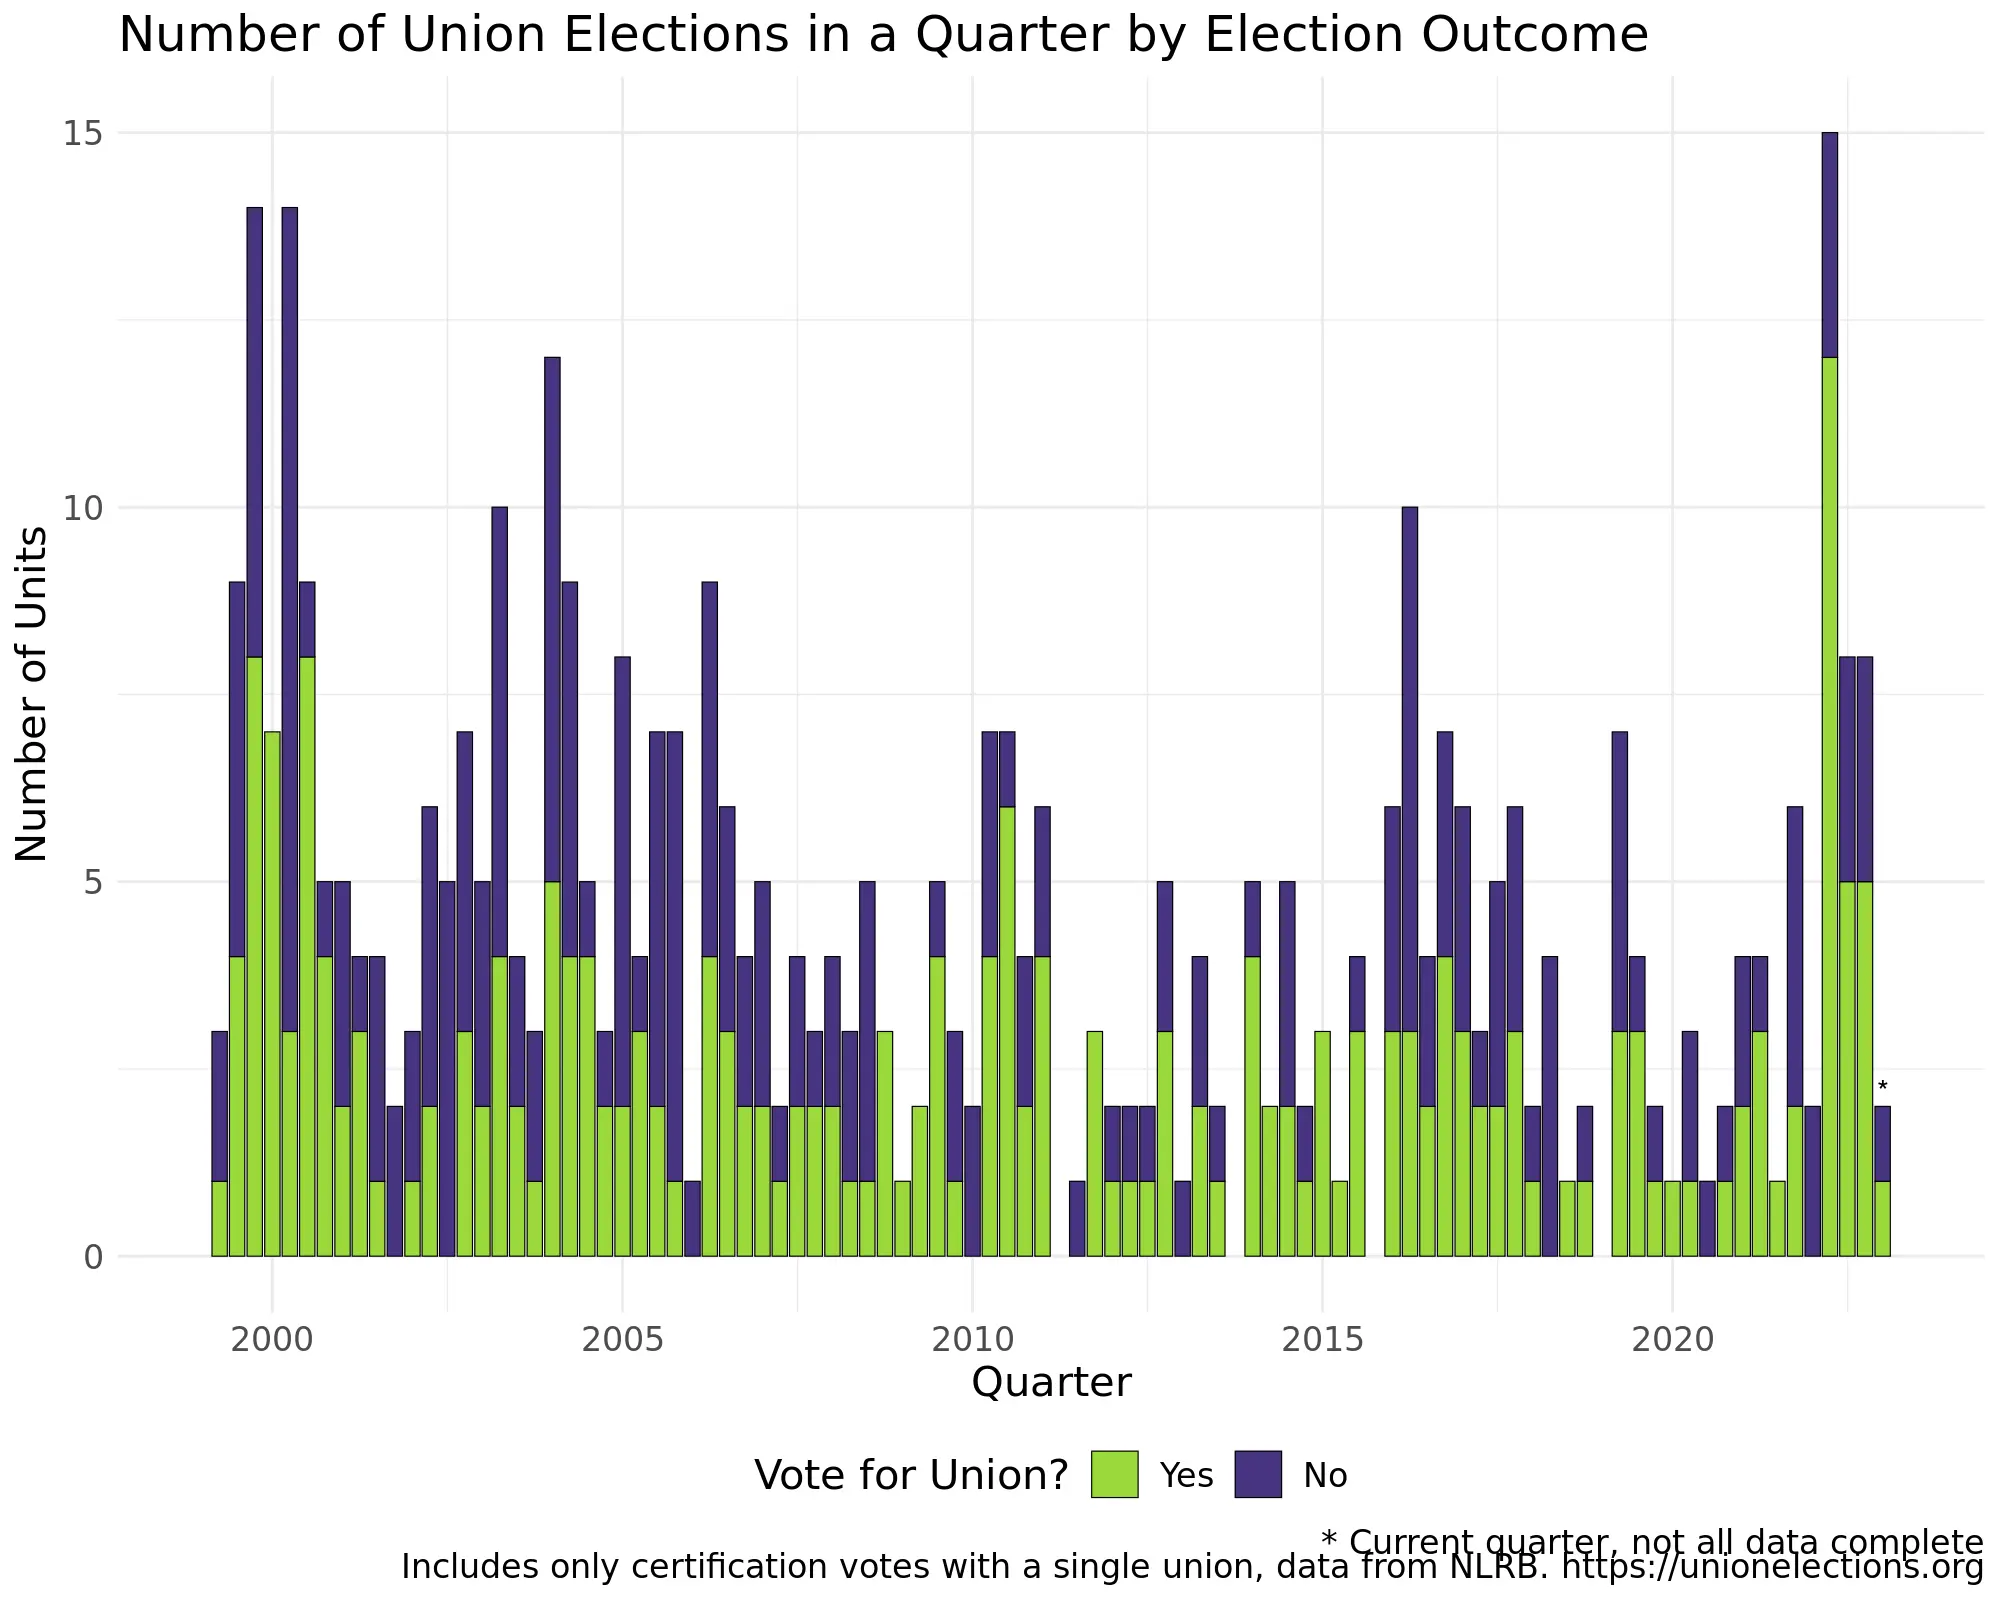 Number of Union Elections in a Quarter by Election Outcome
15
10
5
0
Number of Units
*
2000 2005 2010 2015 2020
Quarter
Vote for Union? Yes No
* Current quarter, not all data complete
Includes only certification votes with a single union, data from NLRB. https://unionelections.org